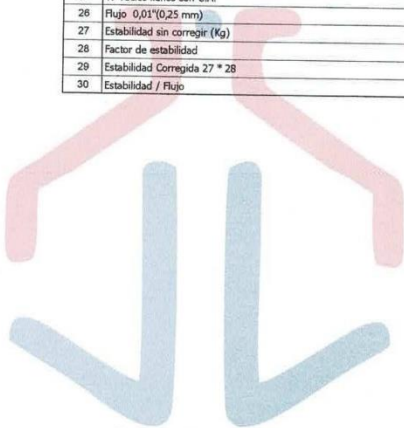 26 Flujo 0,01"(0,25 mm)
27 Estabilidad sin corregir (Kg)
28 Factor de estabilidad
29 Estabilidad Corregida 27 * 28
30 Estabilidad / Flujo